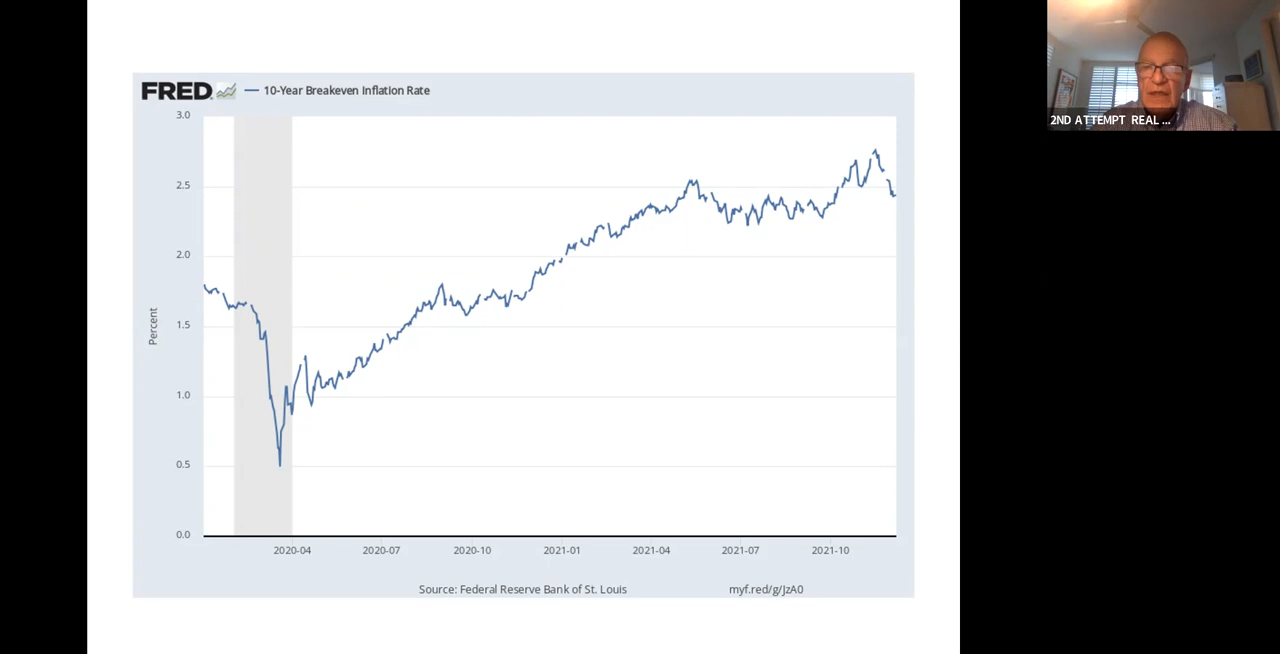 FRED 10-Year Breakeven Inflation Rate
3.0
2.5
2.0
1.5
1.0
0.5
0.0
Percent
2020-04 2020-07 2020-10 2021-01 2021-04 2021-07 2021-10
Source: Federal Reserve Bank of St. Louis myf.red/g/JzA0
2ND ATTEMPT REAL ...